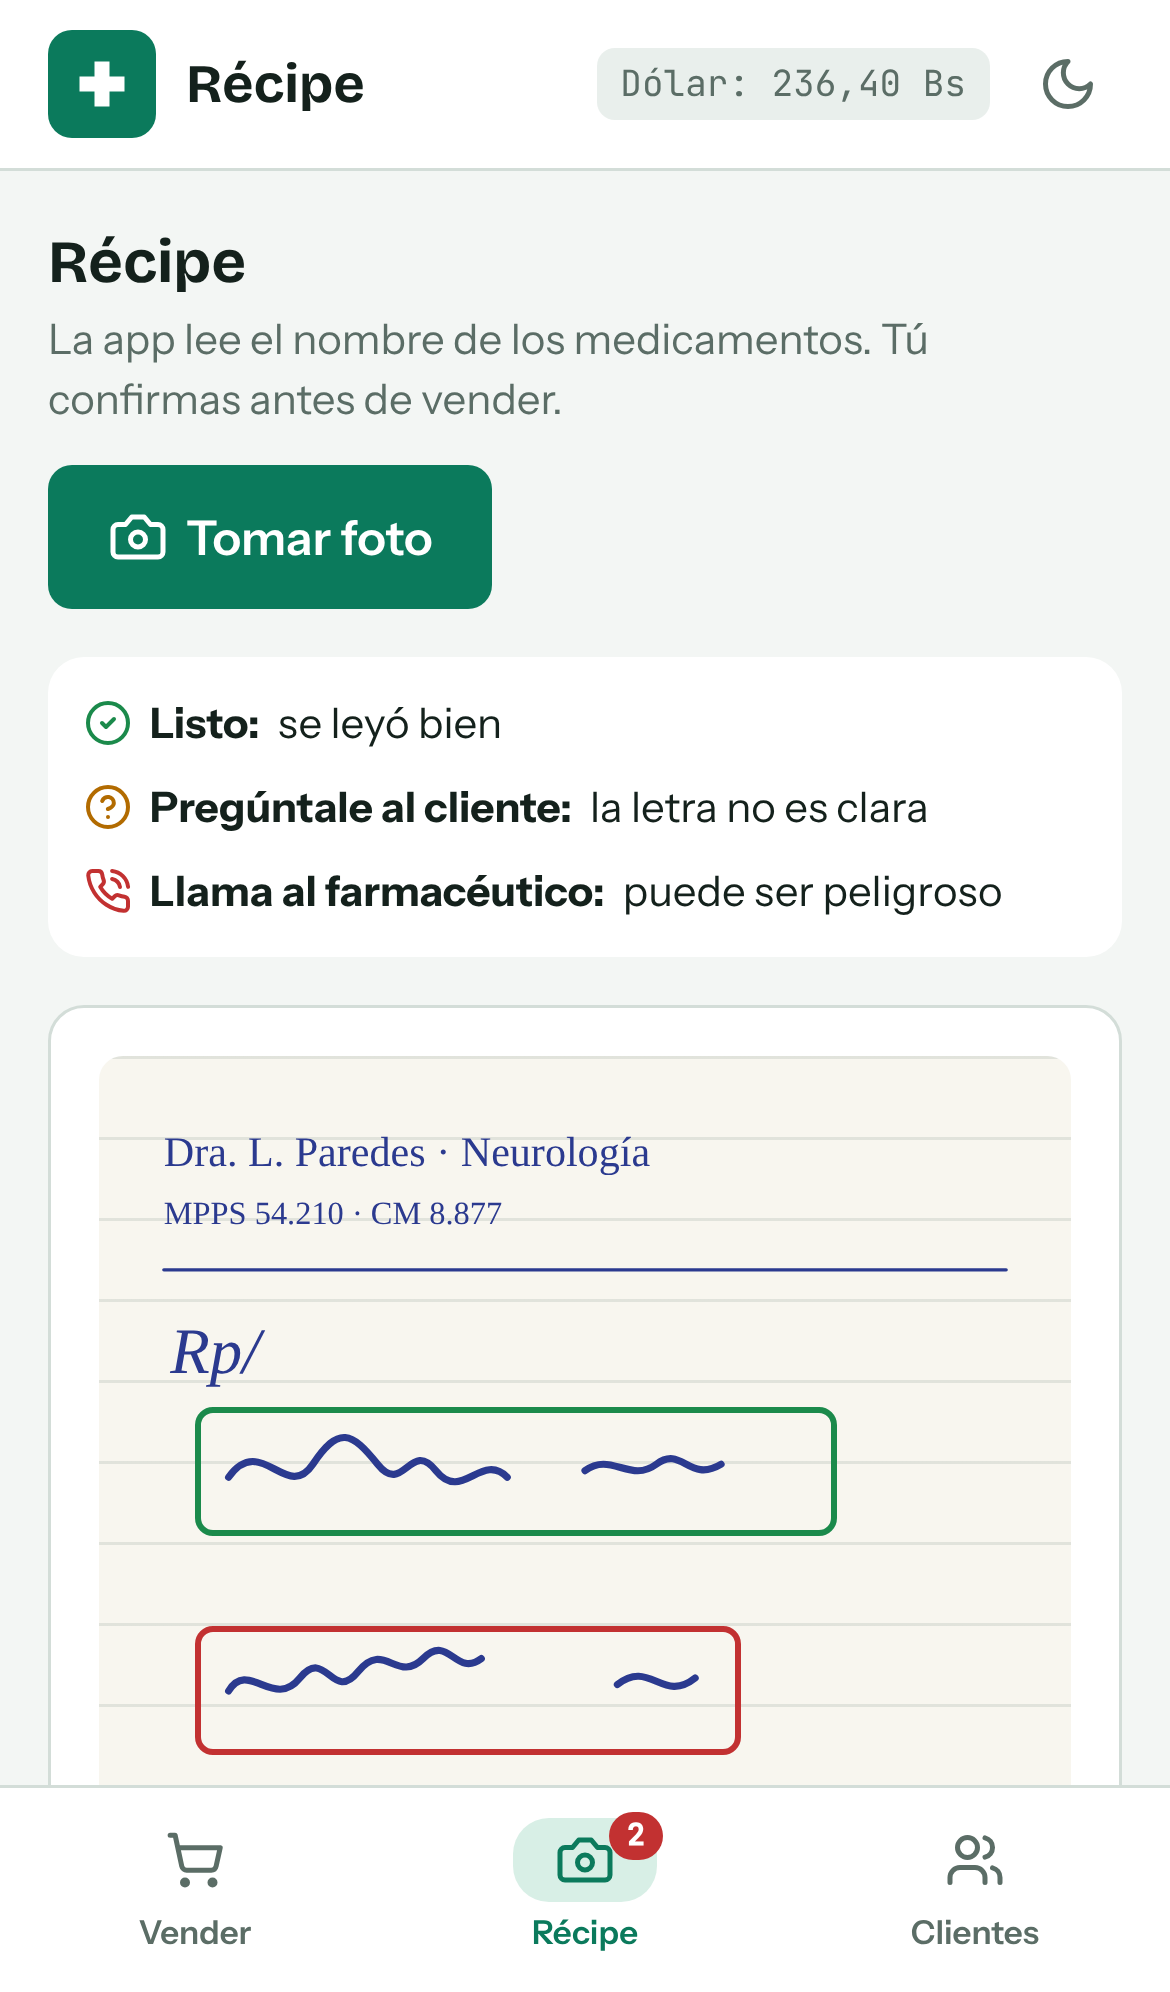 Récipe
Dólar: 236,40 Bs
Récipe
La app lee el nombre de los medicamentos. Tú
confirmas antes de vender.
Tomar foto
Listo: se leyó bien
Pregúntale al cliente: la letra no es clara
Llama al farmacéutico: puede ser peligroso
Dra. L. Paredes · Neurología
MPPS 54.210 · CM 8.877
Rp/
2
Vender
Récipe
Clientes